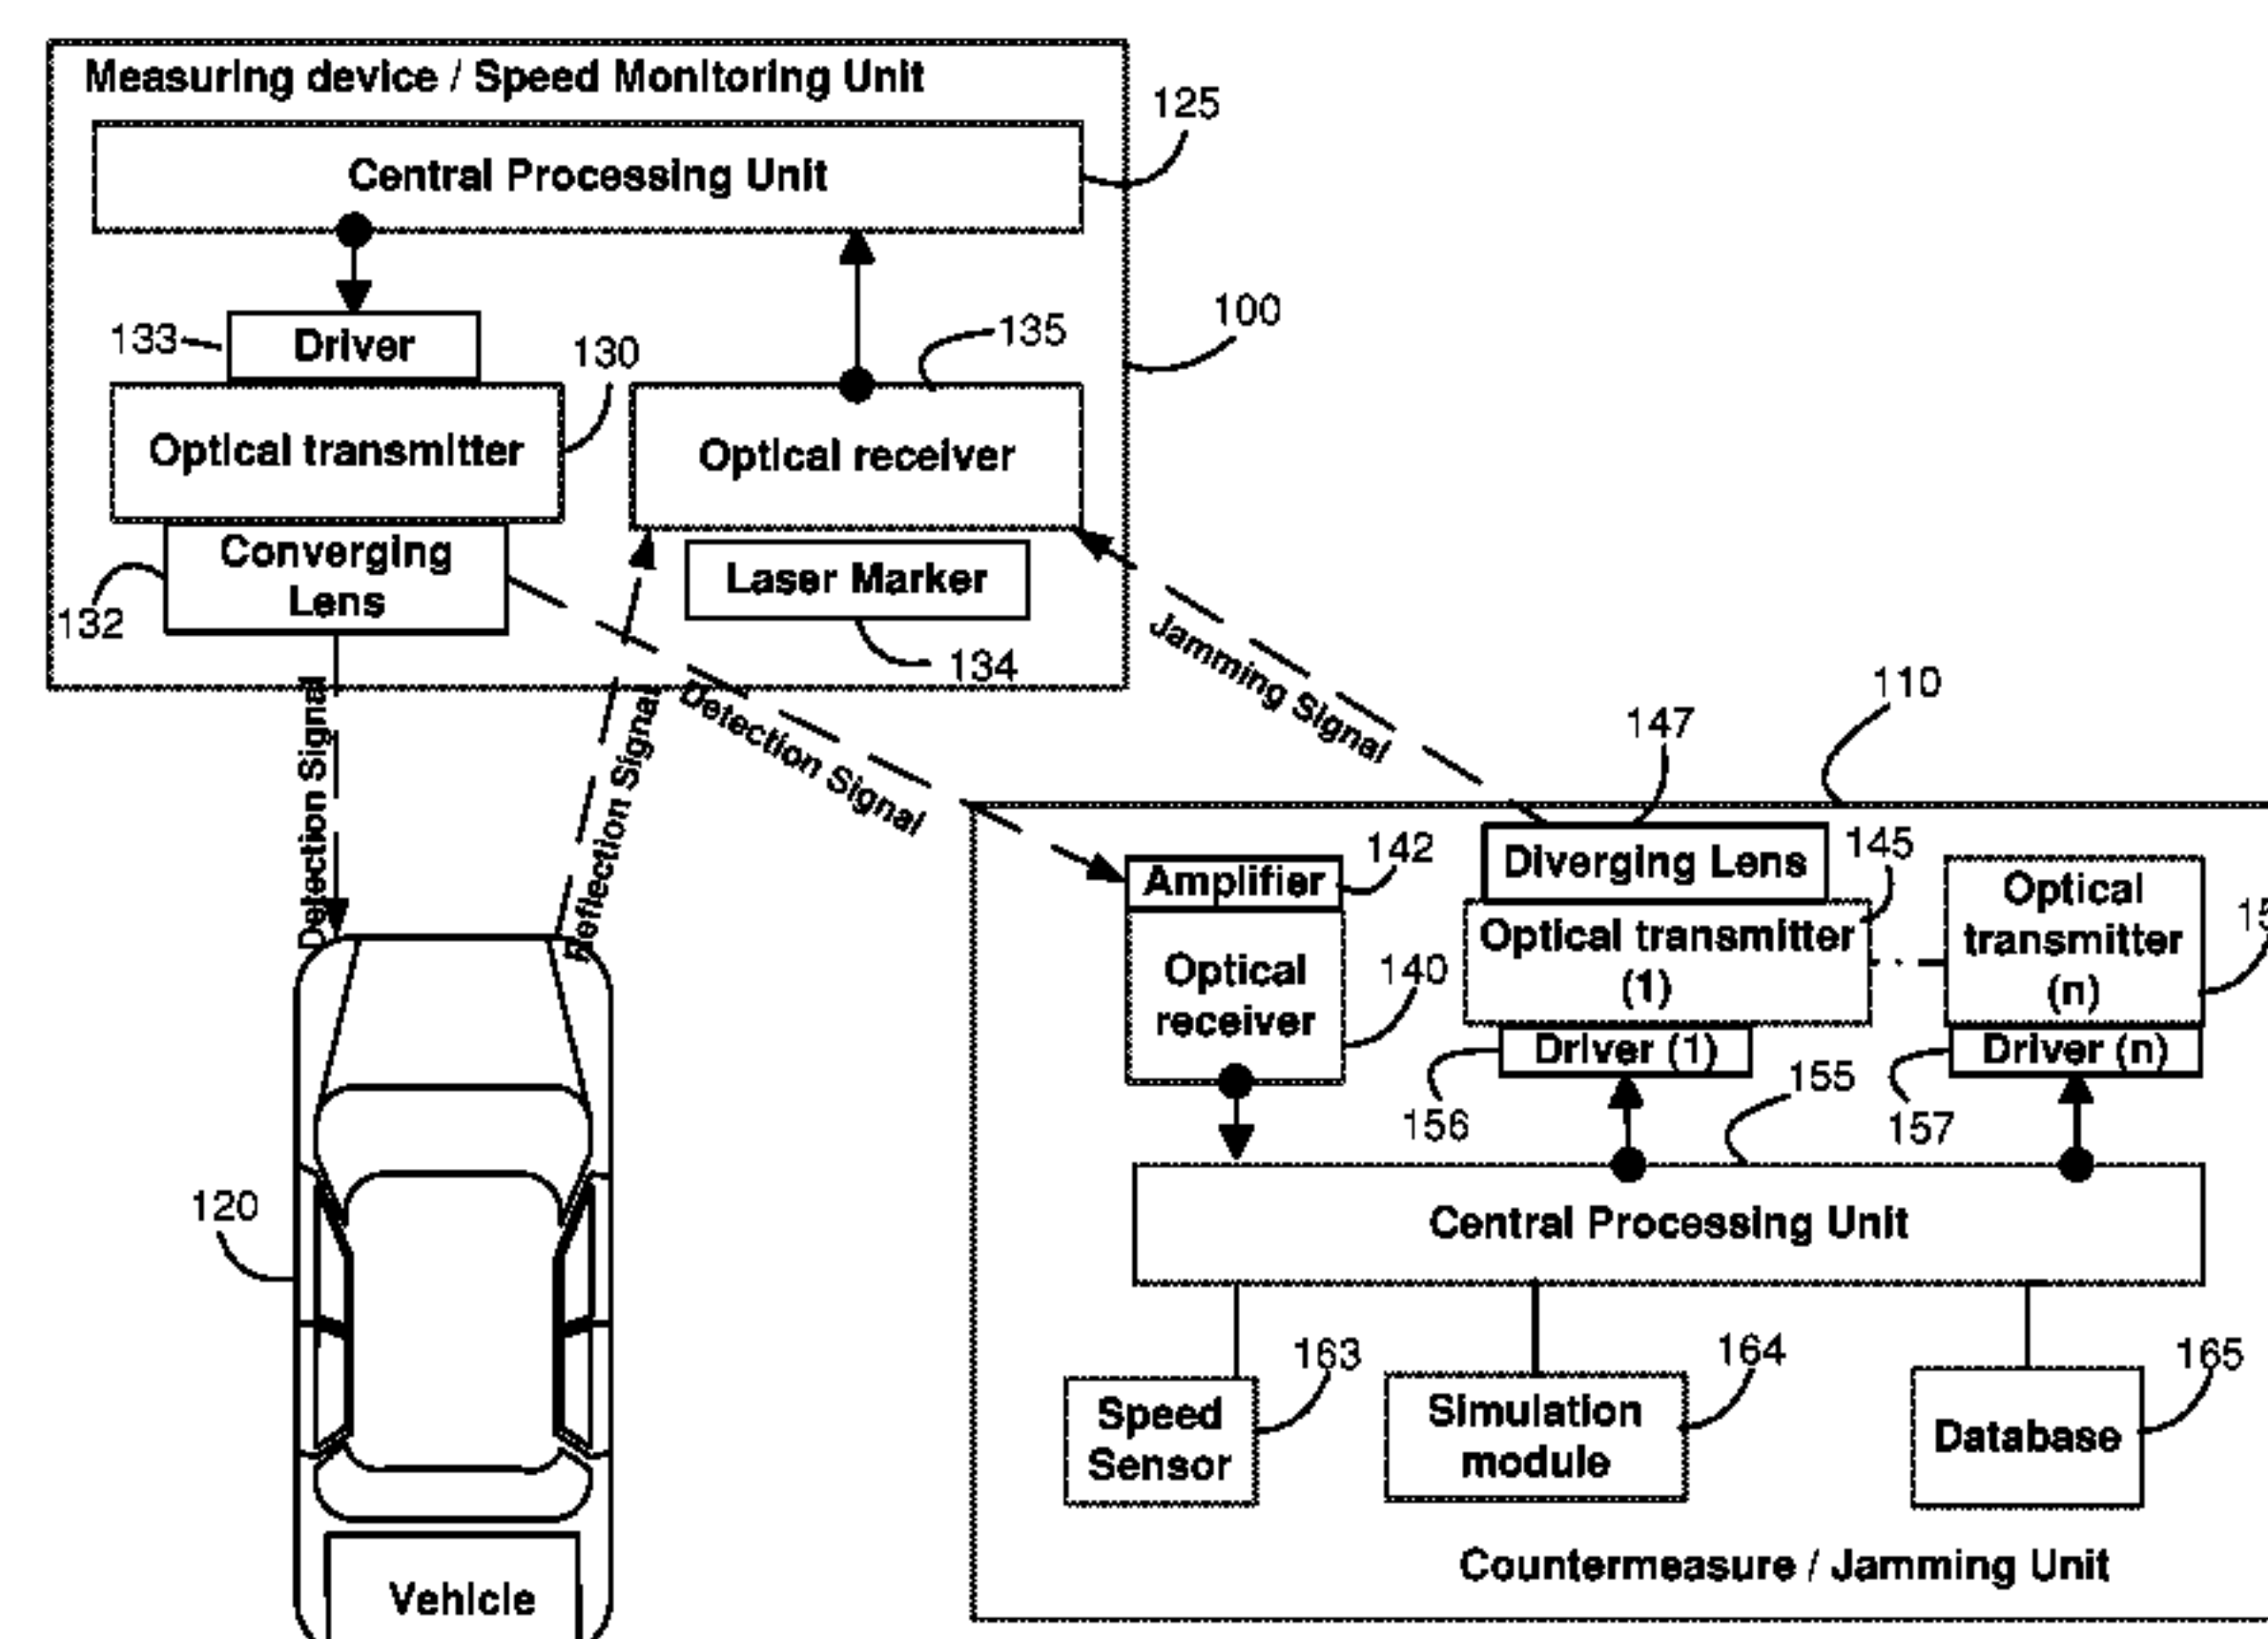 Measuring device / Speed Monitoring Unit
125
Central Processing Unit
100
133
Driver
130
135
Optical transmitter
Optical receiver
Converging
Lens
132
Laser Marker
134
Jamming Signal
Detection Signal
Reflection Signal
Detection Signal
110
147
142
Amplifier
Diverging Lens
145
Optical
transmitter
(n)
Optical transmitter
(1)
Optical
receiver
140
Driver (1)
Driver (n)
155
156
157
Central Processing Unit
120
163
164
165
Speed
Sensor
Simulation
module
Database
Countermeasure / Jamming Unit
Vehicle